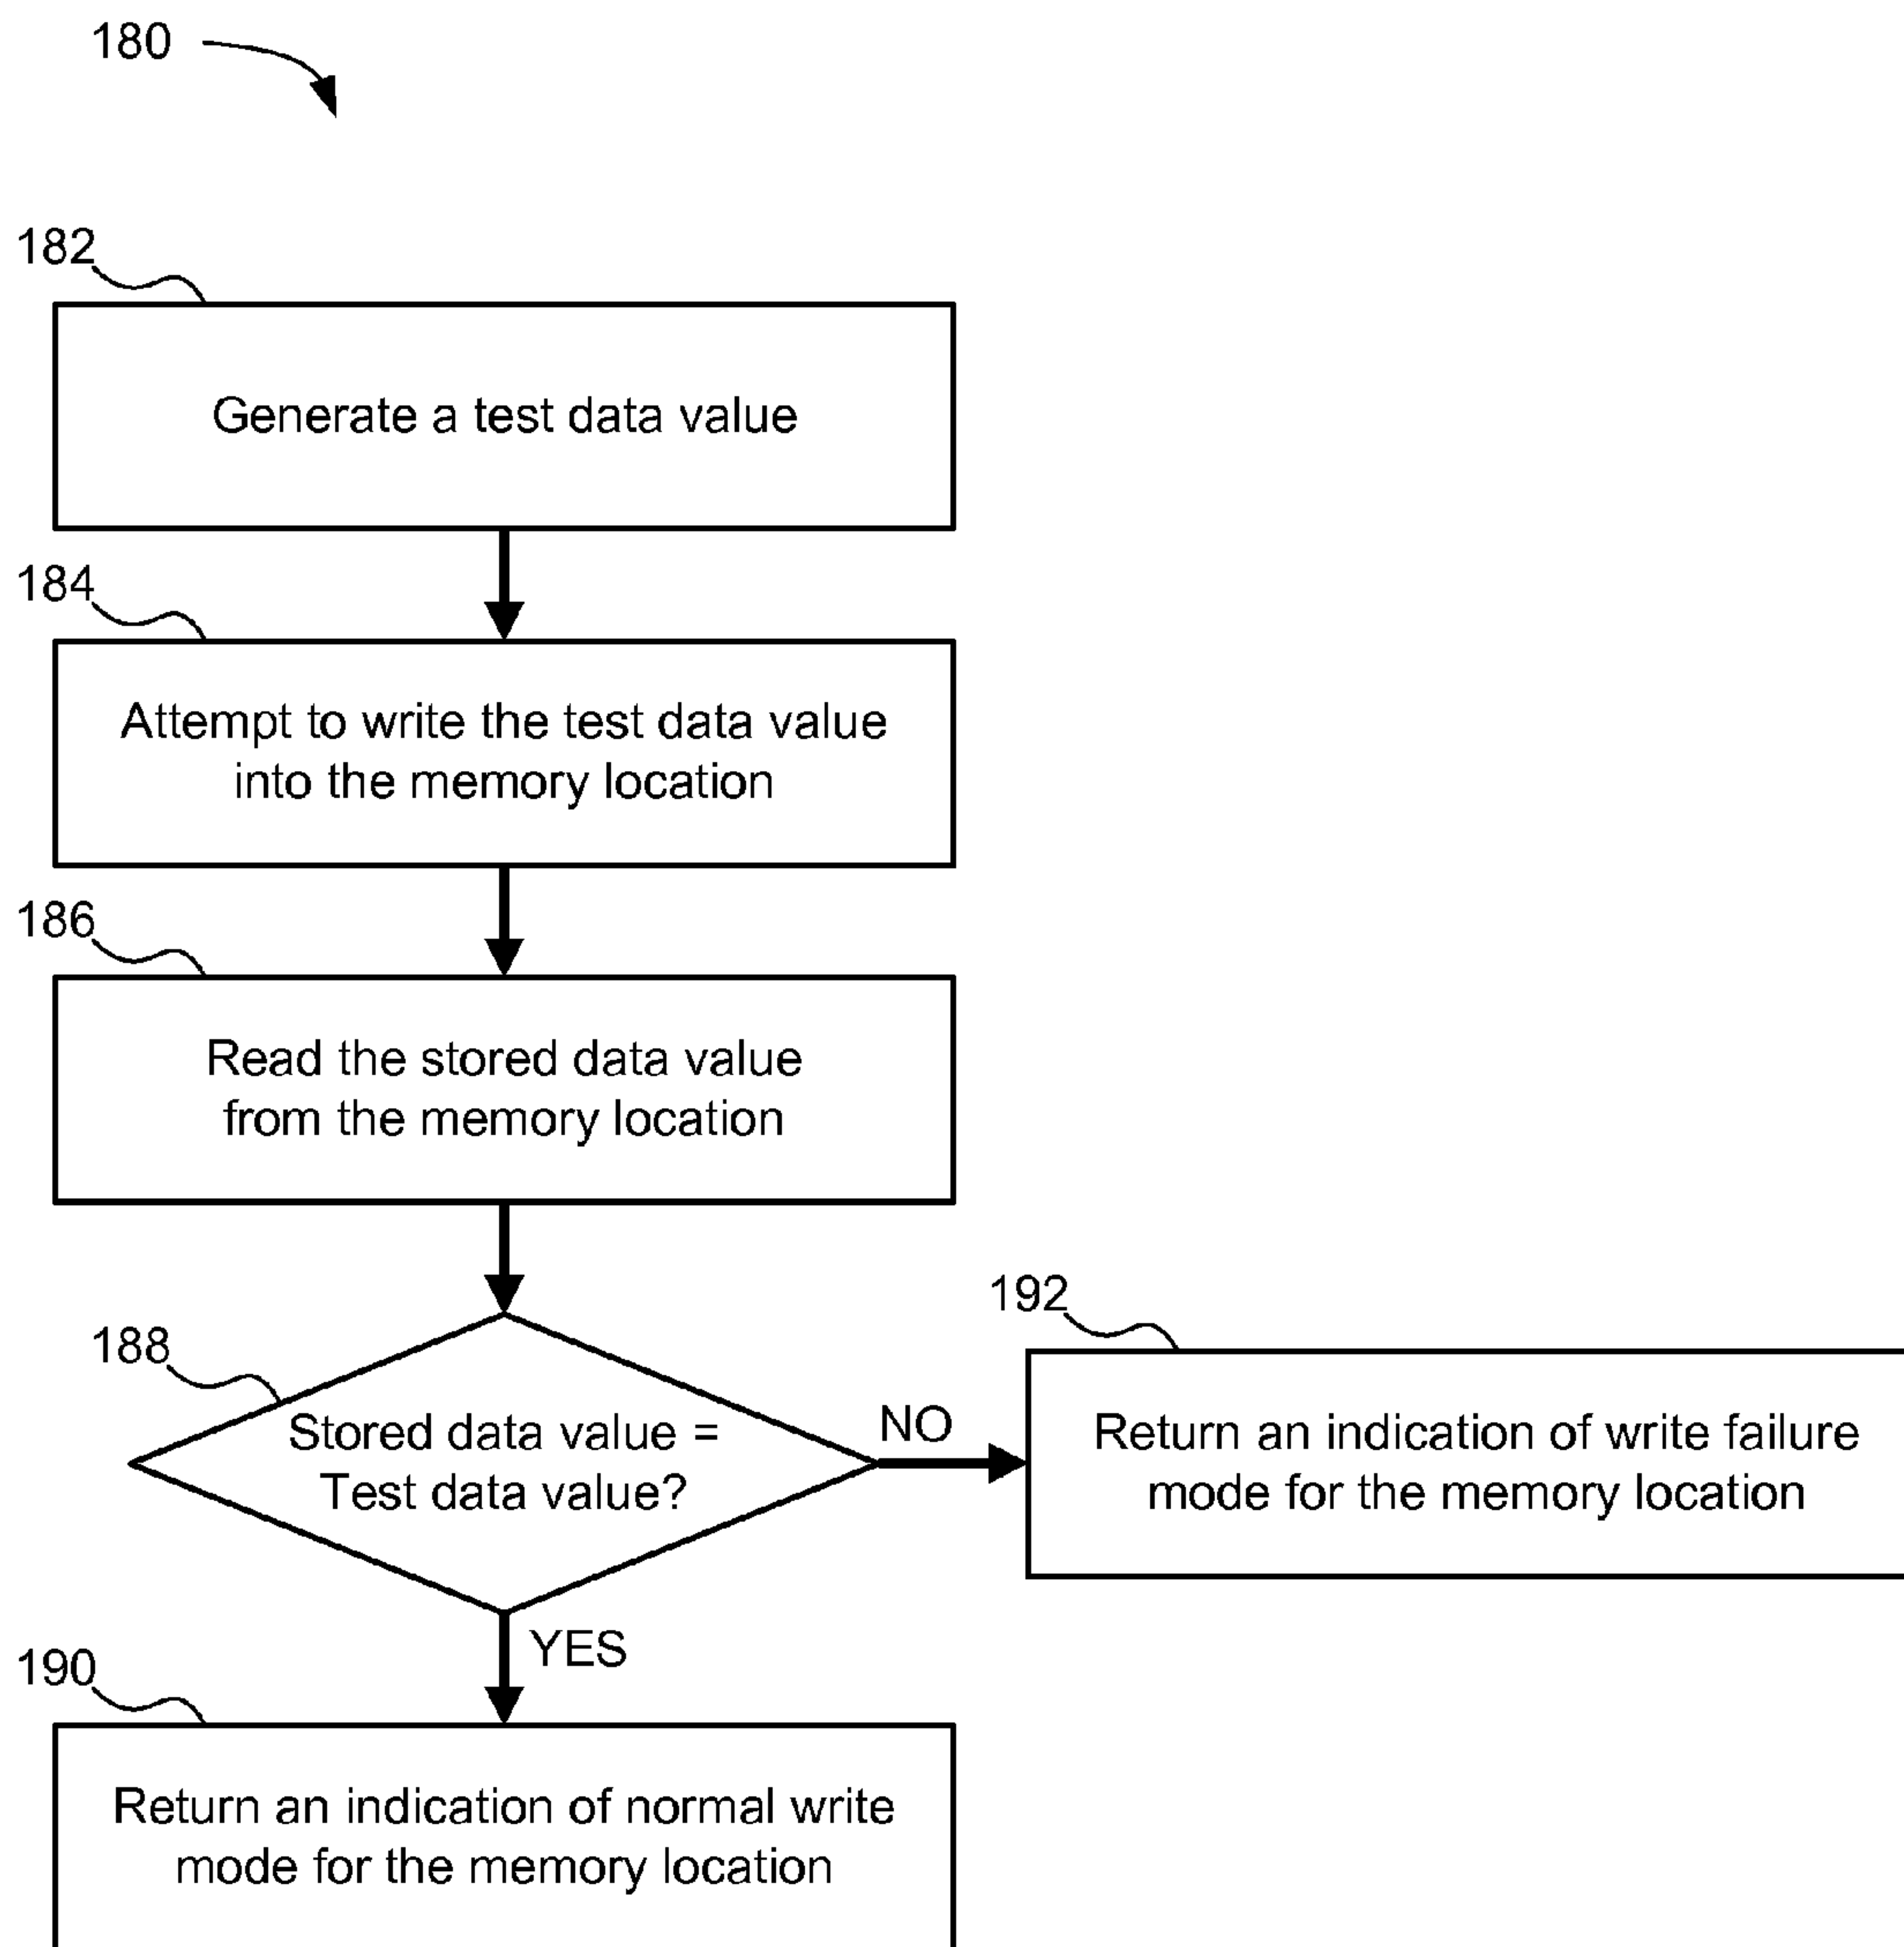 180
182
Generate a test data value
184
Attempt to write the test data value
into the memory location
186
Read the stored data value
from the memory location
188
Stored data value =
Test data value?
NO
192
Return an indication of write failure
mode for the memory location
YES
190
Return an indication of normal write
mode for the memory location